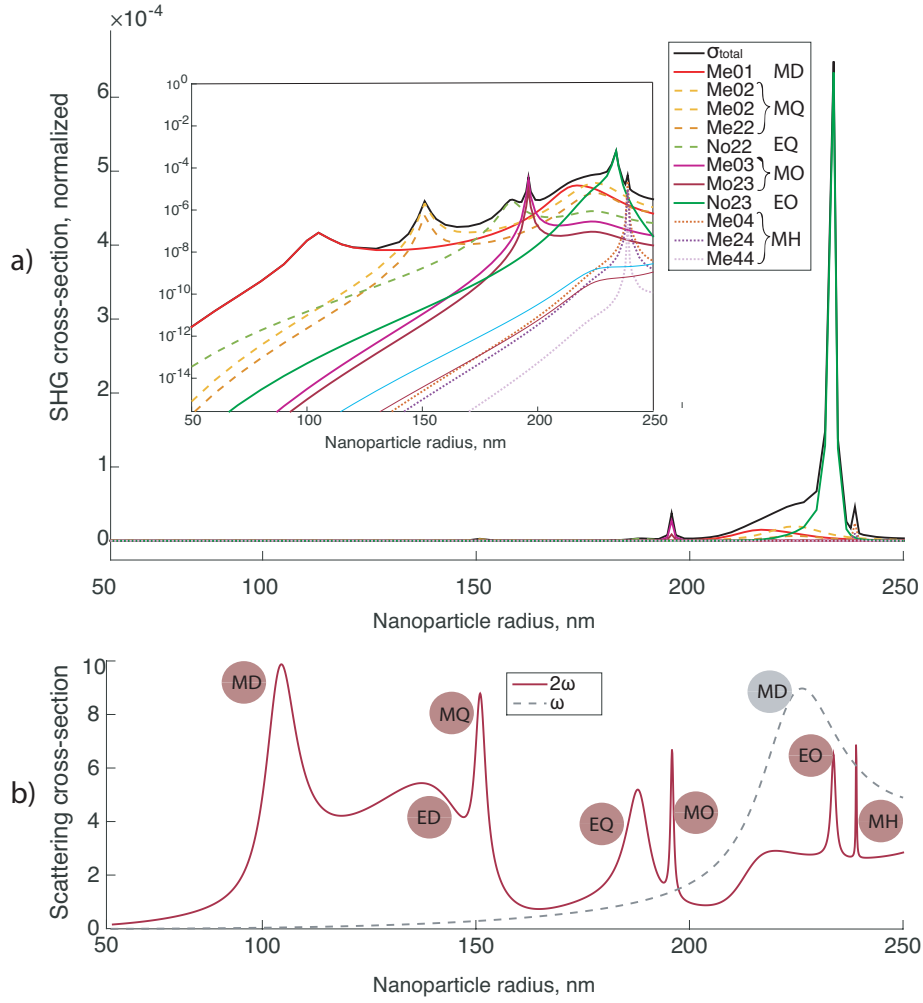 ×10⁻⁴
6
5
4
3
2
1
0
SHG cross-section, normalized
a)
50
100
150
200
250
Nanoparticle radius, nm
10⁰
10⁻²
10⁻⁴
10⁻⁶
10⁻⁸
10⁻¹⁰
10⁻¹²
10⁻¹⁴
50
100
150
200
250
Nanoparticle radius, nm
σtotal
Me01 MD
Me02
Me02 MQ
Me22
No22 EQ
Me03
Mo23 MO
No23 EO
Me04
Me24 MH
Me44
b)
Scattering cross-section
10
8
6
4
2
0
MD
ED
MQ
EQ
MO
MD
EO
MH
2ω
ω
50
100
150
200
250
Nanoparticle radius, nm